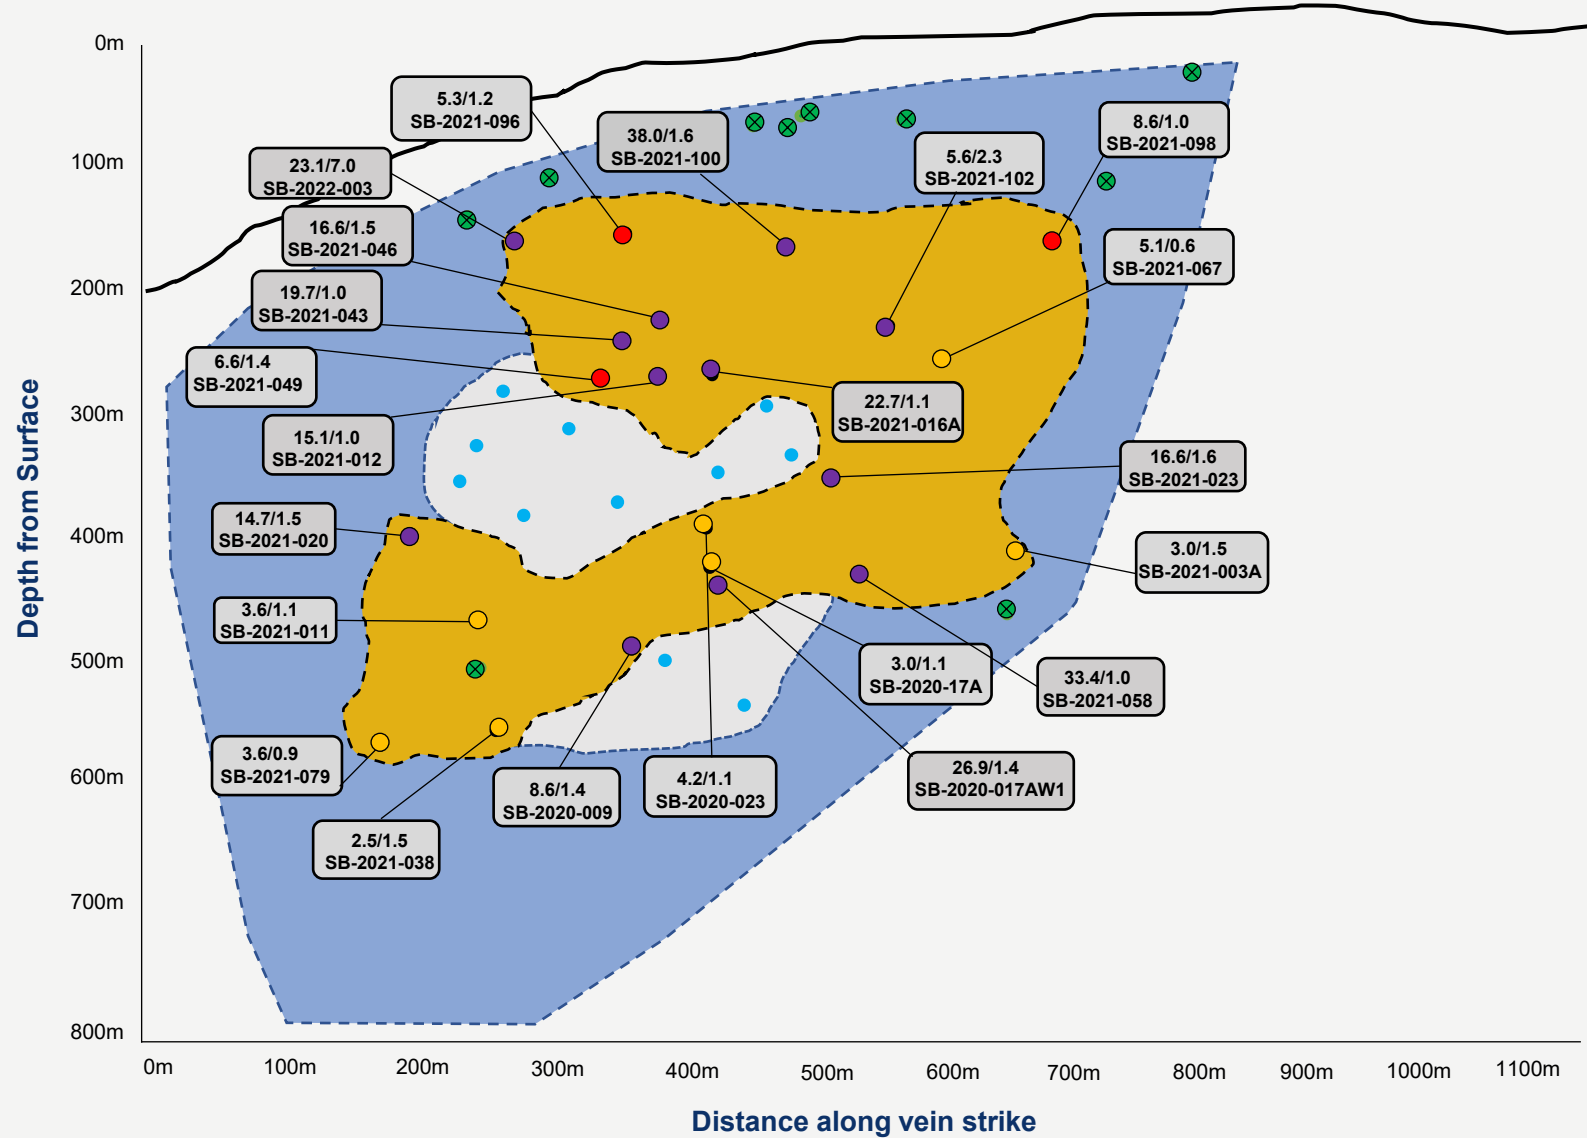 0m
100m
200m
300m
400m
500m
600m
700m
800m
Depth from Surface
5.3/1.2
SB-2021-096
38.0/1.6
SB-2021-100
8.6/1.0
SB-2021-098
23.1/7.0
SB-2022-003
5.6/2.3
SB-2021-102
16.6/1.5
SB-2021-046
5.1/0.6
SB-2021-067
19.7/1.0
SB-2021-043
6.6/1.4
SB-2021-049
22.7/1.1
SB-2021-016A
15.1/1.0
SB-2021-012
16.6/1.6
SB-2021-023
14.7/1.5
SB-2021-020
3.0/1.5
SB-2021-003A
3.6/1.1
SB-2021-011
3.0/1.1
SB-2020-17A
33.4/1.0
SB-2021-058
3.6/0.9
SB-2021-079
8.6/1.4
SB-2020-009
4.2/1.1
SB-2020-023
26.9/1.4
SB-2020-017AW1
2.5/1.5
SB-2021-038
0m
100m
200m
300m
400m
500m
600m
700m
800m
900m
1000m
1100m
Distance along vein strike